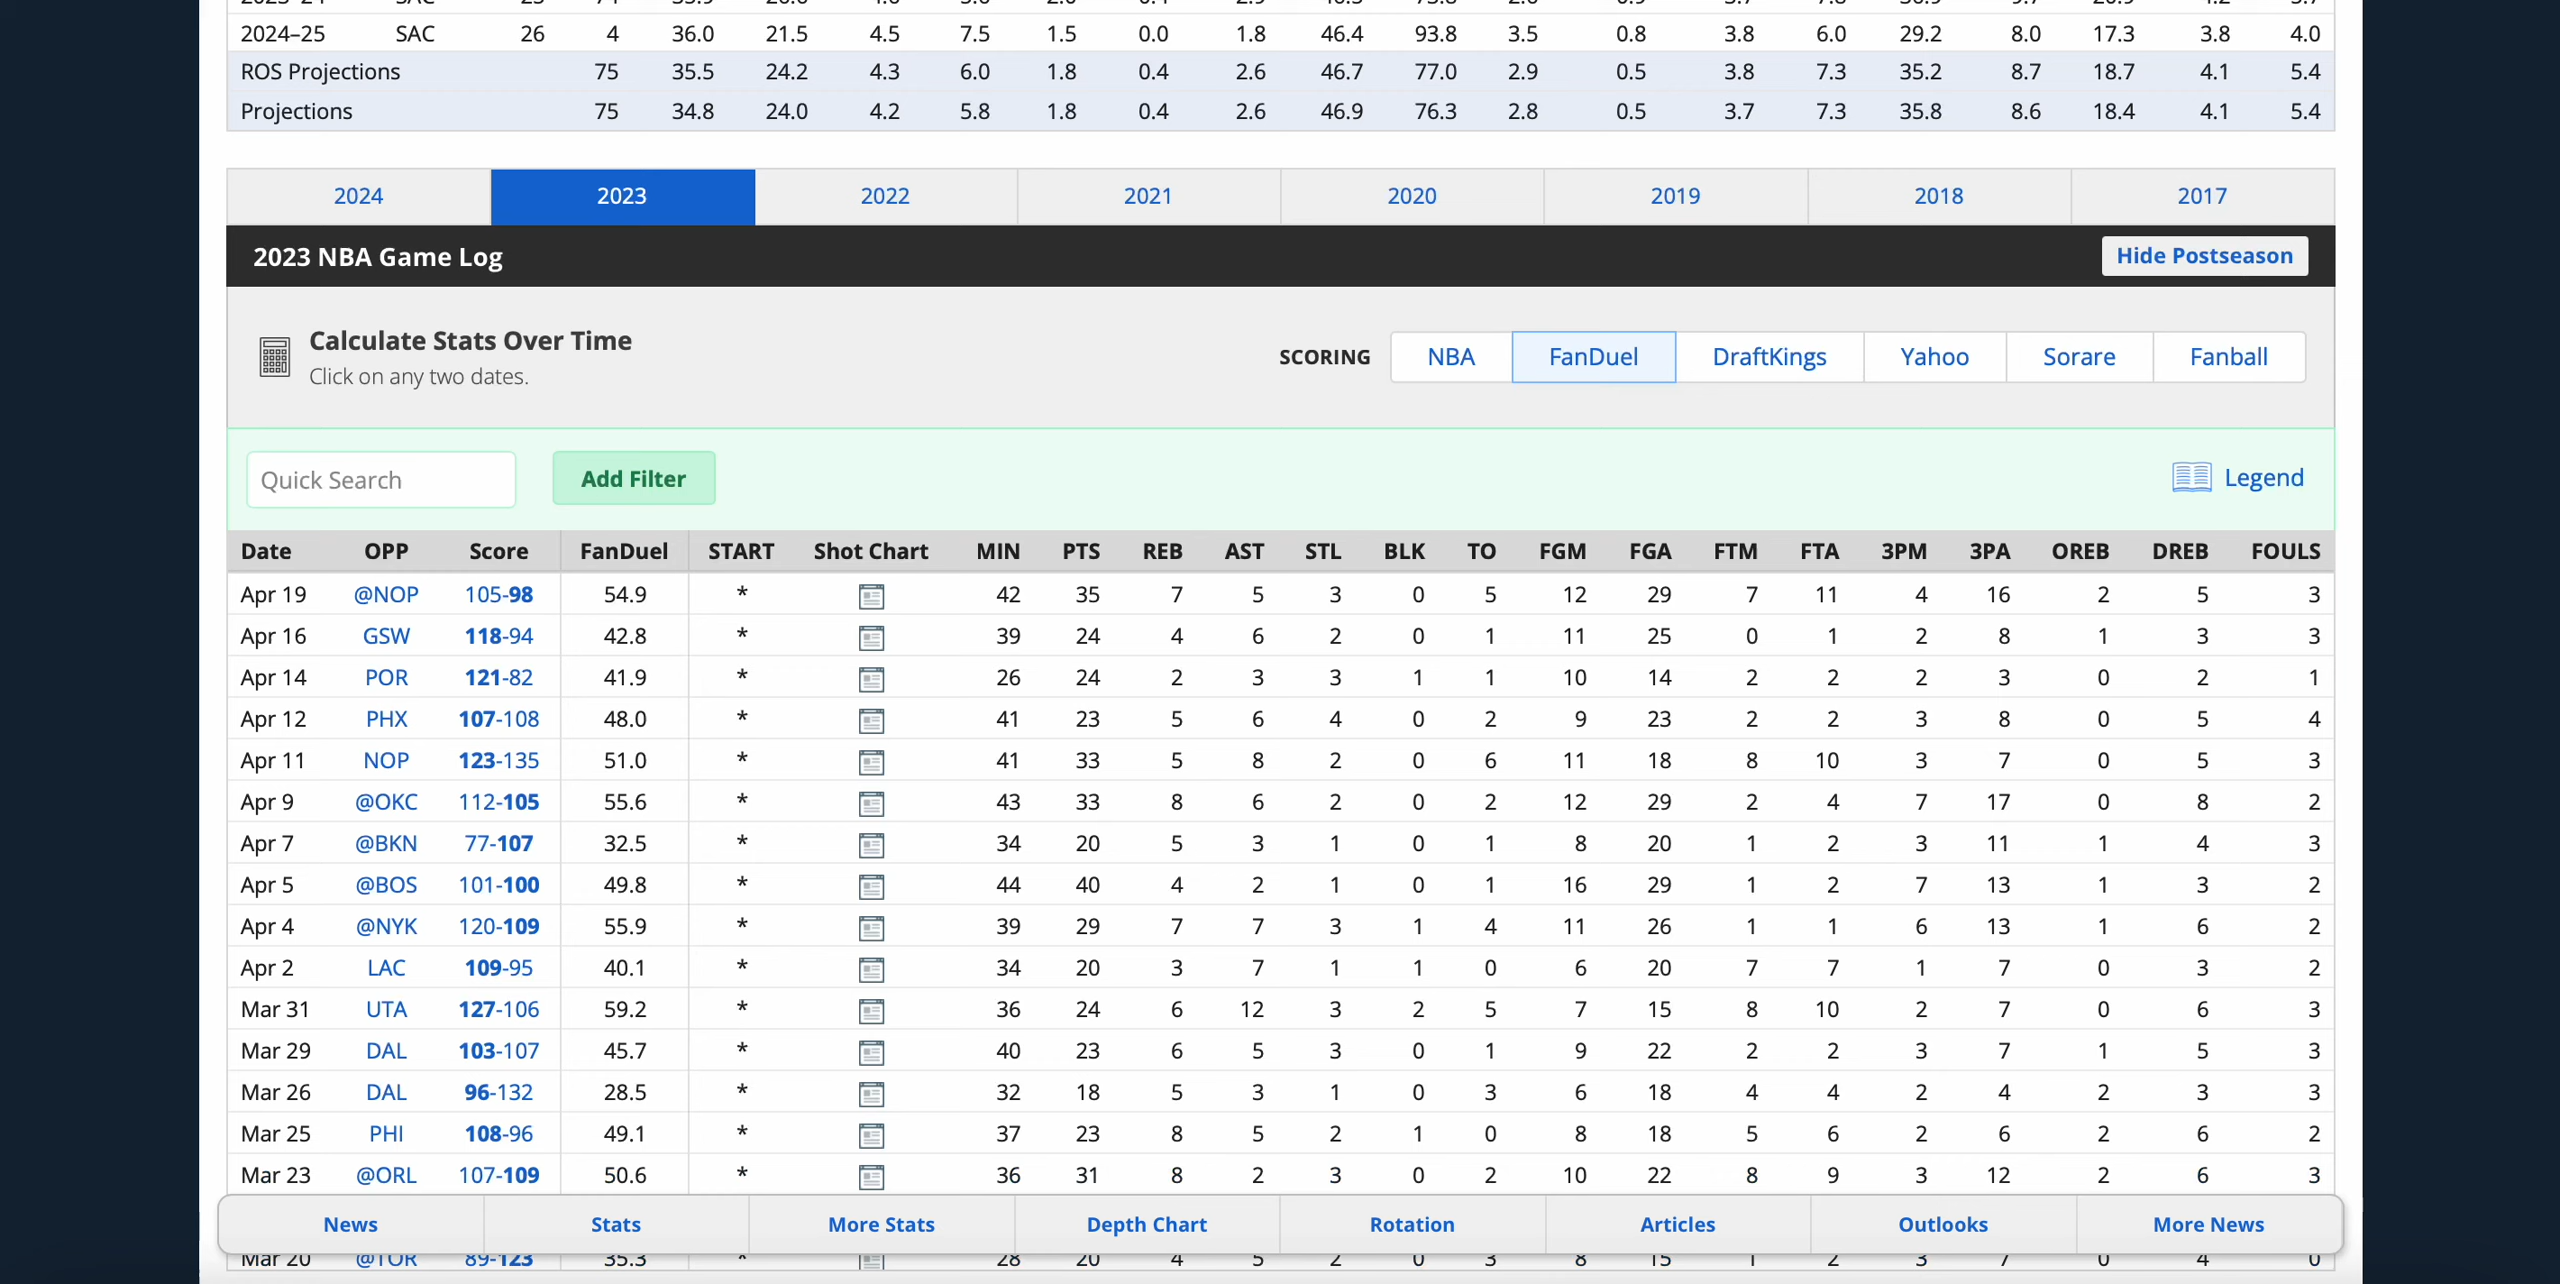 2024–25 SAC 26 4 36.0 21.5 4.5 7.5 1.5 0.0 1.8 46.4 93.8 3.5 0.8 3.8 6.0 29.2 8.0 17.3 3.8 4.0
ROS Projections 75 35.5 24.2 4.3 6.0 1.8 0.4 2.6 46.7 77.0 2.9 0.5 3.8 7.3 35.2 8.7 18.7 4.1 5.4
Projections 75 34.8 24.0 4.2 5.8 1.8 0.4 2.6 46.9 76.3 2.8 0.5 3.7 7.3 35.8 8.6 18.4 4.1 5.4
2024 2023 2022 2021 2020 2019 2018 2017
2023 NBA Game Log Hide Postseason
Calculate Stats Over Time
Click on any two dates.
SCORING NBA FanDuel DraftKings Yahoo Sorare Fanball
Quick Search Add Filter Legend
Date OPP Score FanDuel START Shot Chart MIN PTS REB AST STL BLK TO FGM FGA FTM FTA 3PM 3PA OREB DREB FOULS
Apr 19 @NOP 105-98 54.9 * 42 35 7 5 3 0 5 12 29 7 11 4 16 2 5 3
Apr 16 GSW 118-94 42.8 * 39 24 4 6 2 0 1 11 25 0 1 2 8 1 3 3
Apr 14 POR 121-82 41.9 * 26 24 2 3 3 1 1 10 14 2 2 2 3 0 2 1
Apr 12 PHX 107-108 48.0 * 41 23 5 6 4 0 2 9 23 2 2 3 8 0 5 4
Apr 11 NOP 123-135 51.0 * 41 33 5 8 2 0 6 11 18 8 10 3 7 0 5 3
Apr 9 @OKC 112-105 55.6 * 43 33 8 6 2 0 2 12 29 2 4 7 17 0 8 2
Apr 7 @BKN 77-107 32.5 * 34 20 5 3 1 0 1 8 20 1 2 3 11 1 4 3
Apr 5 @BOS 101-100 49.8 * 44 40 4 2 1 0 1 16 29 1 2 7 13 1 3 2
Apr 4 @NYK 120-109 55.9 * 39 29 7 7 3 1 4 11 26 1 1 6 13 1 6 2
Apr 2 LAC 109-95 40.1 * 34 20 3 7 1 1 0 6 20 7 7 1 7 0 3 2
Mar 31 UTA 127-106 59.2 * 36 24 6 12 3 2 5 7 15 8 10 2 7 0 6 3
Mar 29 DAL 103-107 45.7 * 40 23 6 5 3 0 1 9 22 2 2 3 7 1 5 3
Mar 26 DAL 96-132 28.5 * 32 18 5 3 1 0 3 6 18 4 4 2 4 2 3 3
Mar 25 PHI 108-96 49.1 * 37 23 8 5 2 1 0 8 18 5 6 2 6 2 6 2
Mar 23 @ORL 107-109 50.6 * 36 31 8 2 3 0 2 10 22 8 9 3 12 2 6 3
News Stats More Stats Depth Chart Rotation Articles Outlooks More News
Mar 20 @TOR 89-123 35.3 * 28 20 4 5 2 0 3 8 15 1 2 3 7 0 4 0